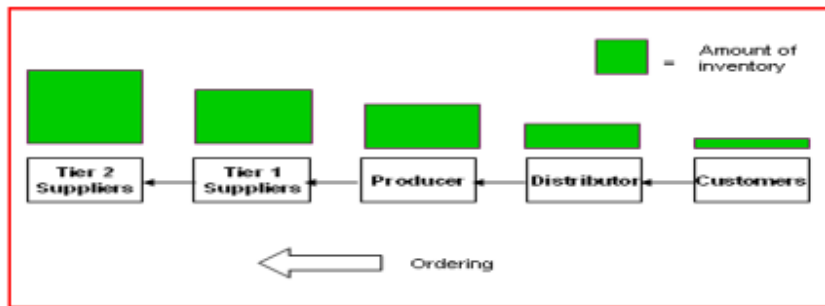 = Amount of
inventory
Tier 2
Suppliers
Tier 1
Suppliers
Producer
Distributor
Customers
Ordering